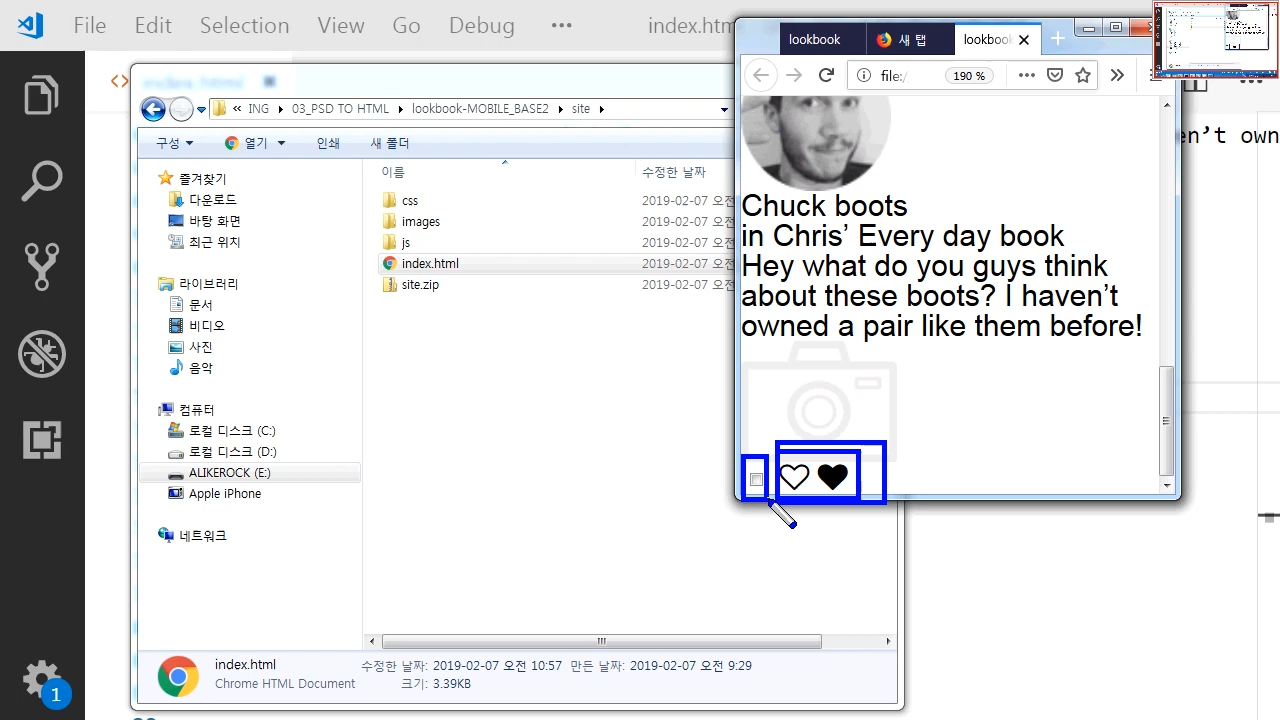 File Edit Selection View Go Debug ••• index.htm
lookbook 새 탭 lookbook
file:/ 190 %
« ING 03_PSD TO HTML lookbook-MOBILE_BASE2 site
구성 열기 인쇄 새 폴더
이름 수정한 날짜
즐겨찾기
다운로드
바탕 화면
최근 위치
라이브러리
문서
비디오
사진
음악
컴퓨터
로컬 디스크 (C:)
로컬 디스크 (D:)
ALIKEROCK (E:)
Apple iPhone
네트워크
css 2019-02-07 오전
images 2019-02-07 오전
js 2019-02-07 오전
index.html 2019-02-07 오전
site.zip 2019-02-07 오전
index.html 수정한 날짜: 2019-02-07 오전 10:57 만든 날짜: 2019-02-07 오전 9:29
Chrome HTML Document 크기: 3.39KB
Chuck boots
in Chris’ Every day book
Hey what do you guys think
about these boots? I haven’t
owned a pair like them before!
en’t own
1